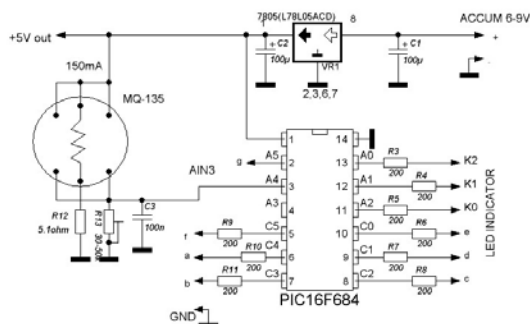 7805(L78L05ACD)
ACCUM 6-9V
+5V out
1
8
+
-
+ C2
100µ
+ C1
100µ
VR1
2,3,6,7
150mA
MQ-135
AIN3
1
14
g
A5
2
13
A0
R3
200
K2
A4
3
12
A1
R4
200
K1
A3
4
11
A2
R5
200
K0
R12
5.1ohm
R13
C3
100n
f
R9
200
C5
5
10
C0
R6
200
e
a
R10
200
C4
6
9
C1
R7
200
d
b
R11
200
C3
7
8
C2
R8
200
c
LED INDICATOR
PIC16F684
GND